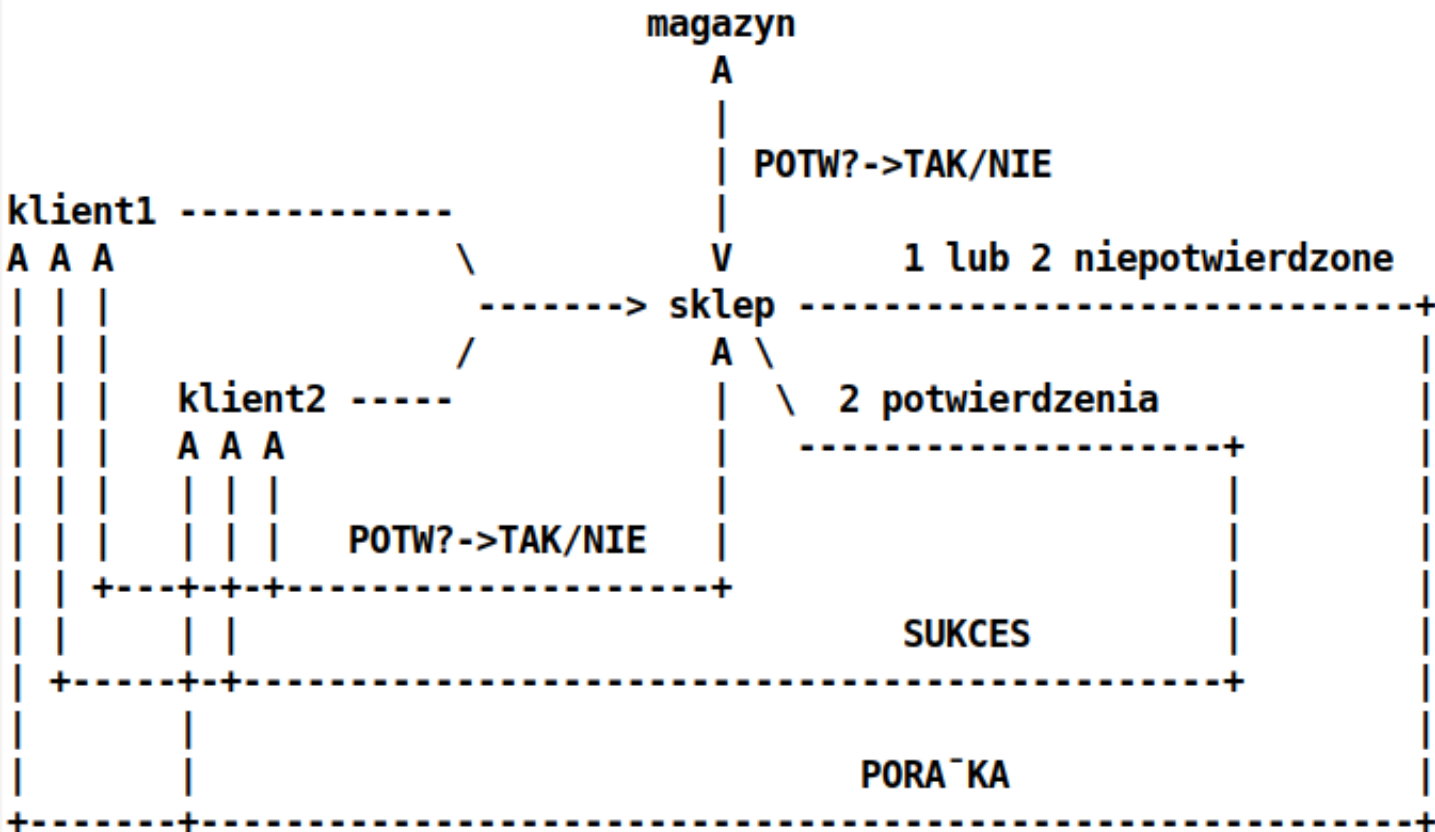 magazyn
A
|
| POTW?->TAK/NIE
klient1 ------------- |
A A A \ V 1 lub 2 niepotwierdzone
| | | -------> sklep -----------------------------+
| | | / A \ |
| | | klient2 ----- | \ 2 potwierdzenia |
| | | A A A | --------------------+ |
| | | | | | | | |
| | | | | | POTW?->TAK/NIE | | |
| | +---+-+-+--------------------+ | |
| | | | SUKCES | |
| +-----+-+----------------------------------------------+ |
| | |
| | PORA¯KA |
+-------+---------------------------------------------------------+